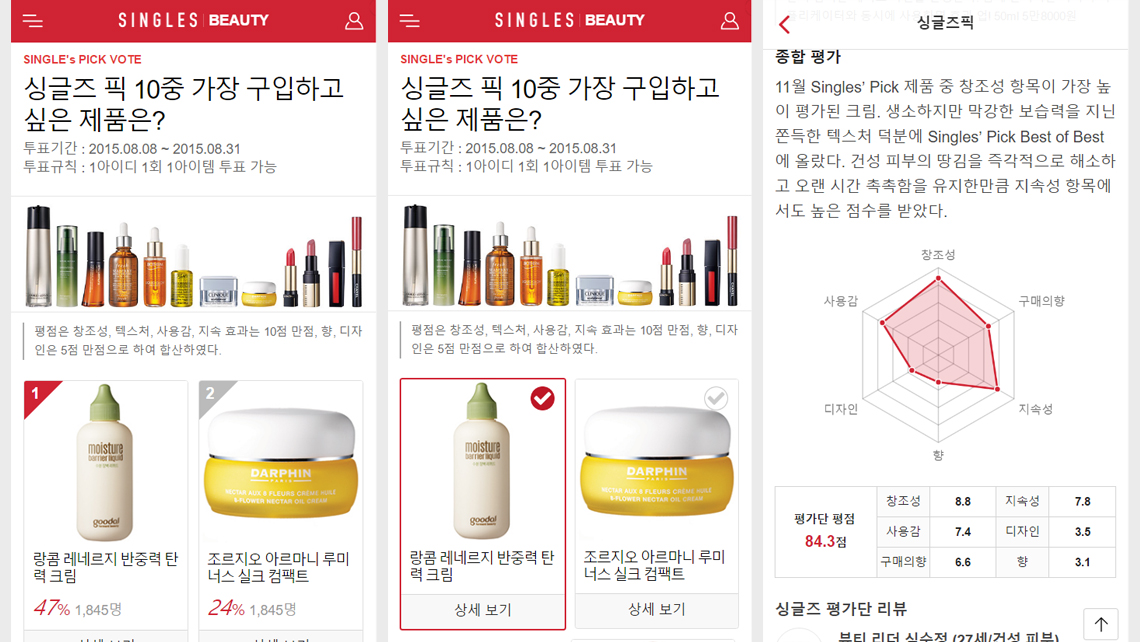 SINGLES BEAUTY
SINGLE's PICK VOTE
싱글즈 픽 10중 가장 구입하고
싶은 제품은?
투표기간 : 2015.08.08 ~ 2015.08.31
투표규칙 : 1아이디 1회 1아이템 투표 가능
CLINIQUE
평점은 창조성, 텍스처, 사용감, 지속 효과는 10점 만점, 향, 디자
인은 5점 만점으로 하여 합산하였다.
1
moisture
barrier liquid
goodal
랑콤 레네르지 반중력 탄
력 크림
47% 1,845명
상세 보기
2
DARPHIN
PARIS
NECTAR AUX 8 FLEURS CRÈME HUILE
8-FLOWER NECTAR OIL CREAM
조르지오 아르마니 루미
너스 실크 컴팩트
24% 1,845명
상세 보기
SINGLES BEAUTY
SINGLE's PICK VOTE
싱글즈 픽 10중 가장 구입하고
싶은 제품은?
투표기간 : 2015.08.08 ~ 2015.08.31
투표규칙 : 1아이디 1회 1아이템 투표 가능
CLINIQUE
평점은 창조성, 텍스처, 사용감, 지속 효과는 10점 만점, 향, 디자
인은 5점 만점으로 하여 합산하였다.
moisture
barrier liquid
goodal
랑콤 레네르지 반중력 탄
력 크림
상세 보기
DARPHIN
PARIS
NECTAR AUX 8 FLEURS CRÈME HUILE
8-FLOWER NECTAR OIL CREAM
조르지오 아르마니 루미
너스 실크 컴팩트
상세 보기
50ml 5만8000원
싱글즈픽
종합 평가
11월 Singles' Pick 제품 중 창조성 항목이 가장 높
이 평가된 크림. 생소하지만 막강한 보습력을 지닌
쫀득한 텍스처 덕분에 Singles' Pick Best of Best
에 올랐다. 건성 피부의 땅김을 즉각적으로 해소하
고 오랜 시간 촉촉함을 유지한만큼 지속성 항목에
서도 높은 점수를 받았다.
창조성
사용감 구매의향
디자인 지속성
향
평가단 평점
84.3점
창조성 8.8 지속성 7.8
사용감 7.4 디자인 3.5
구매의향 6.6 향 3.1
싱글즈 평가단 리뷰
뷰티 리더 심수정 (27세/건성 피부)